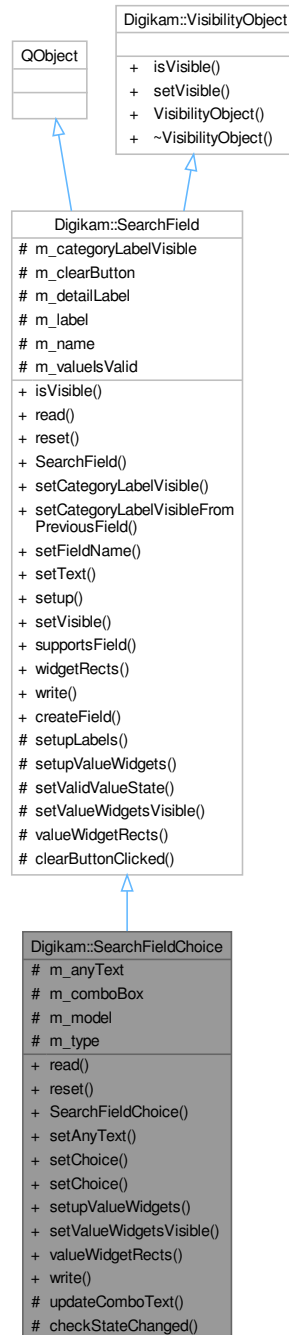 Digikam::VisibilityObject
+ isVisible()
+ setVisible()
+ VisibilityObject()
+ ~VisibilityObject()
QObject
Digikam::SearchField
# m_categoryLabelVisible
# m_clearButton
# m_detailLabel
# m_label
# m_name
# m_valueIsValid
+ isVisible()
+ read()
+ reset()
+ SearchField()
+ setCategoryLabelVisible()
+ setCategoryLabelVisibleFrom
PreviousField()
+ setFieldName()
+ setText()
+ setup()
+ setVisible()
+ supportsField()
+ widgetRects()
+ write()
+ createField()
# setupLabels()
# setupValueWidgets()
# setValidValueState()
# setValueWidgetsVisible()
# valueWidgetRects()
# clearButtonClicked()
Digikam::SearchFieldChoice
# m_anyText
# m_comboBox
# m_model
# m_type
+ read()
+ reset()
+ SearchFieldChoice()
+ setAnyText()
+ setChoice()
+ setChoice()
+ setupValueWidgets()
+ setValueWidgetsVisible()
+ valueWidgetRects()
+ write()
# updateComboText()
# checkStateChanged()